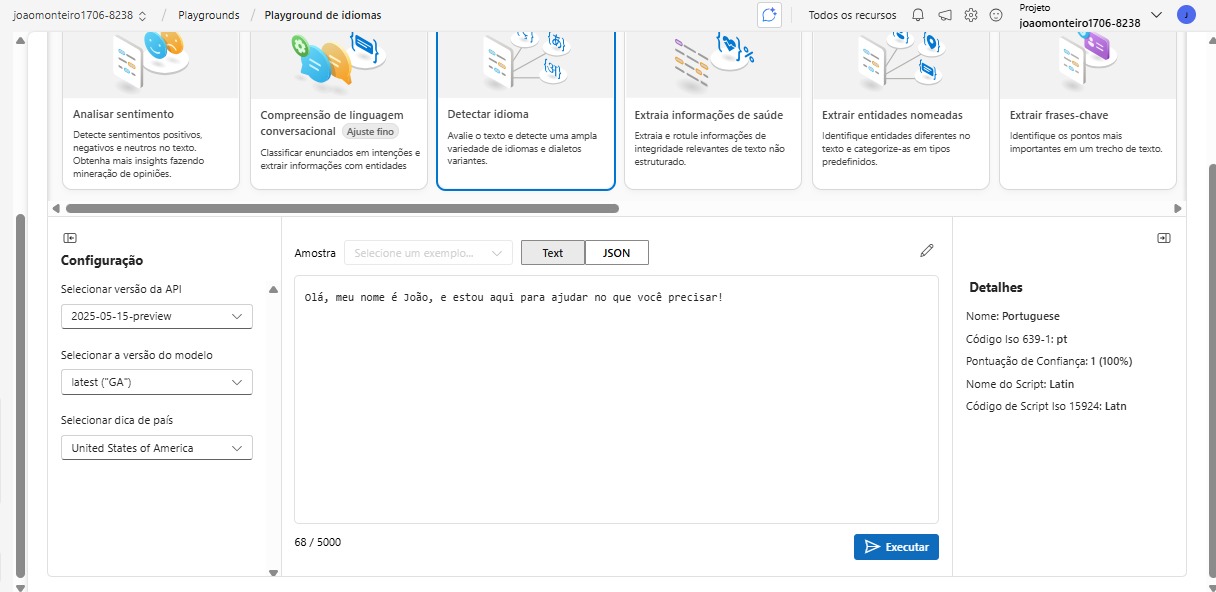 joaomonteiro1706-8238 / Playgrounds / Playground de idiomas
Todos os recursos
Projeto
joaomonteiro1706-8238
J
Analisar sentimento
Detecte sentimentos positivos,
negativos e neutros no texto.
Obtenha mais insights fazendo
mineração de opiniões.
Compreensão de linguagem
conversacional Ajuste fino
Classificar enunciados em intenções e
extrair informações com entidades
Detectar idioma
Avalie o texto e detecte uma ampla
variedade de idiomas e dialetos
variantes.
Extraia informações de saúde
Extraia e rotule informações de
integridade relevantes de texto não
estruturado.
Extrair entidades nomeadas
Identifique entidades diferentes no
texto e categorize-as em tipos
predefinidos.
Extrair frases-chave
Identifique os pontos mais
importantes em um trecho de texto.
Configuração
Selecionar versão da API
2025-05-15-preview
Selecionar a versão do modelo
latest ("GA")
Selecionar dica de país
United States of America
Amostra Selecione um exemplo... Text JSON
Olá, meu nome é João, e estou aqui para ajudar no que você precisar!
68 / 5000
Executar
Detalhes
Nome: Portuguese
Código Iso 639-1: pt
Pontuação de Confiança: 1 (100%)
Nome do Script: Latin
Código de Script Iso 15924: Latn